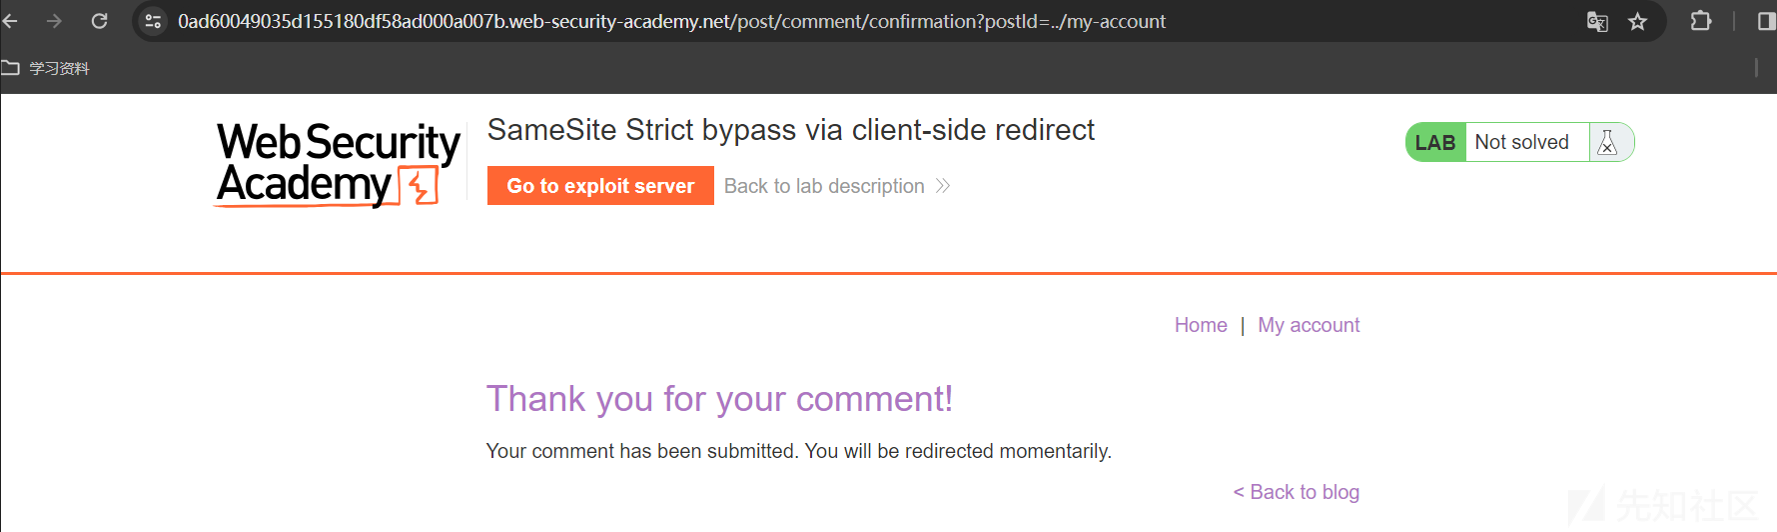 0ad60049035d155180df58ad000a007b.web-security-academy.net/post/comment/confirmation?postId=../my-account
学习资料
Web Security
Academy
SameSite Strict bypass via client-side redirect
Go to exploit server
Back to lab description
LAB
Not solved
Home | My account
Thank you for your comment!
Your comment has been submitted. You will be redirected momentarily.
< Back to blog
先知社区